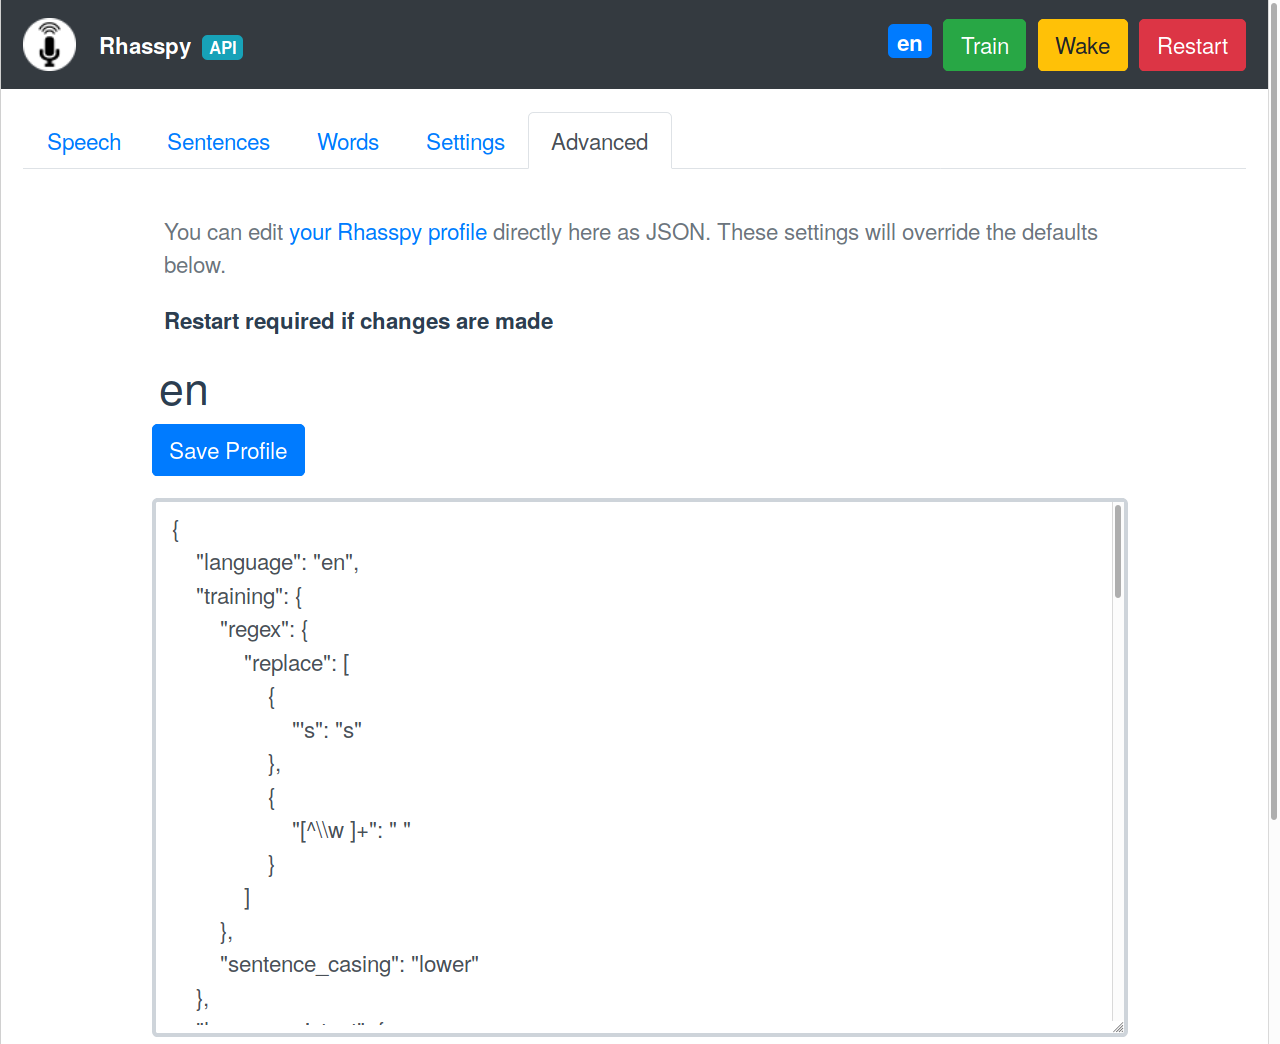 Rhasspy API en Train Wake Restart
Speech Sentences Words Settings Advanced
You can edit your Rhasspy profile directly here as JSON. These settings will override the defaults
below.
Restart required if changes are made
en
Save Profile
{
"language": "en",
"training": {
"regex": {
"replace": [
{
"'s": "s"
},
{
"[^\\w ]+": " "
}
]
},
"sentence_casing": "lower"
},